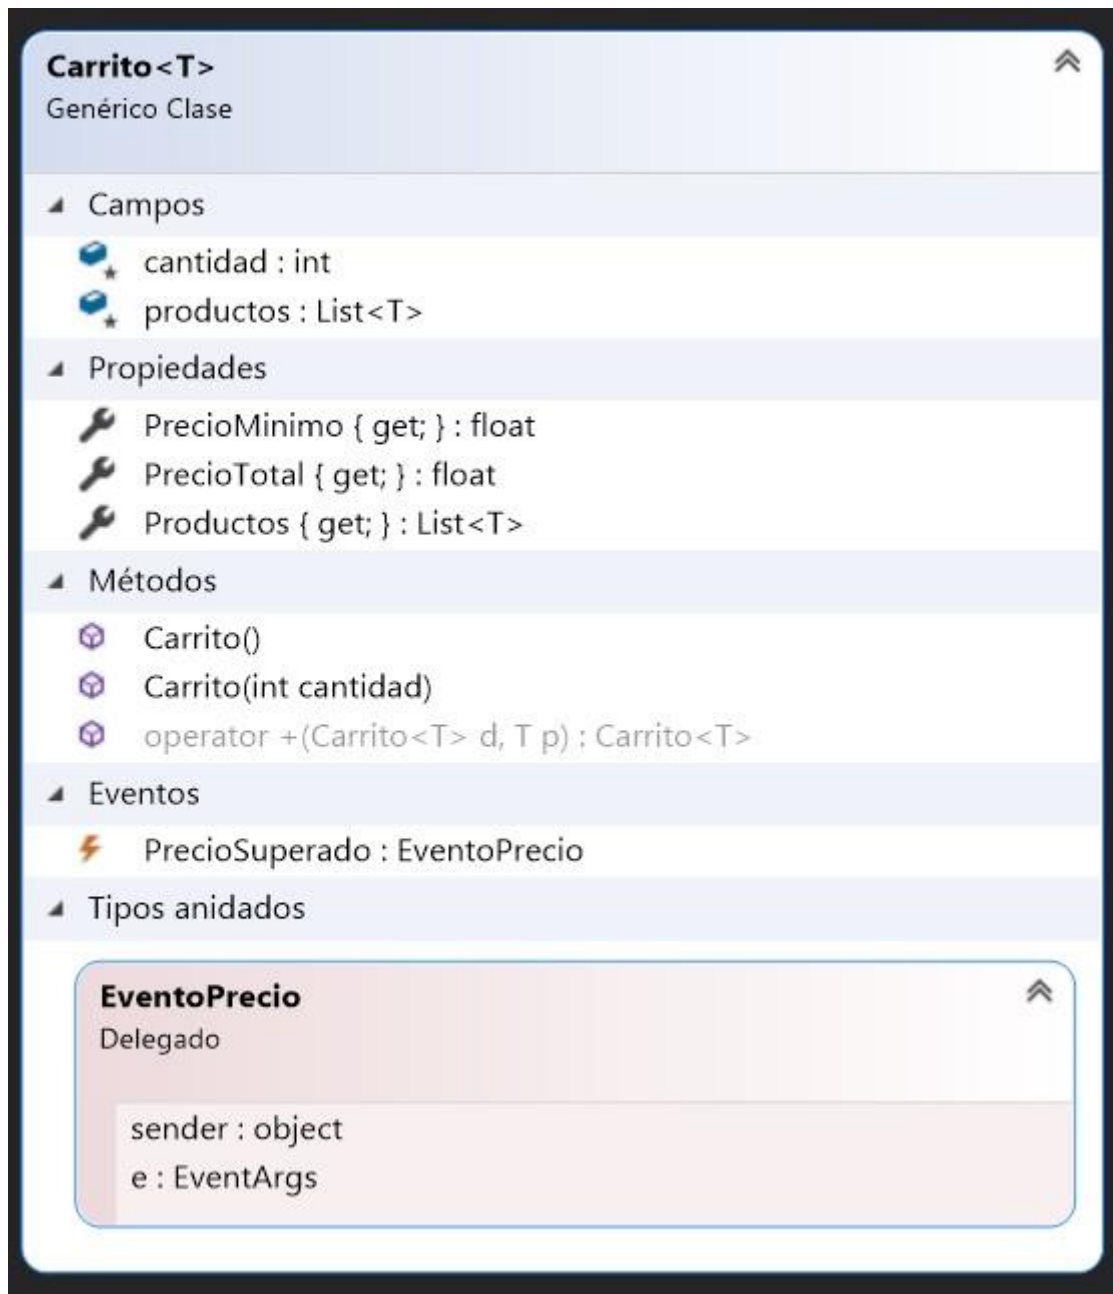 Carrito<T>
Genérico Clase
Campos
cantidad : int
productos : List<T>
Propiedades
PrecioMinimo { get; } : float
PrecioTotal { get; } : float
Productos { get; } : List<T>
Métodos
Carrito()
Carrito(int cantidad)
operator +(Carrito<T> d, T p) : Carrito<T>
Eventos
PrecioSuperado : EventoPrecio
Tipos anidados
EventoPrecio
Delegado
sender : object
e : EventArgs